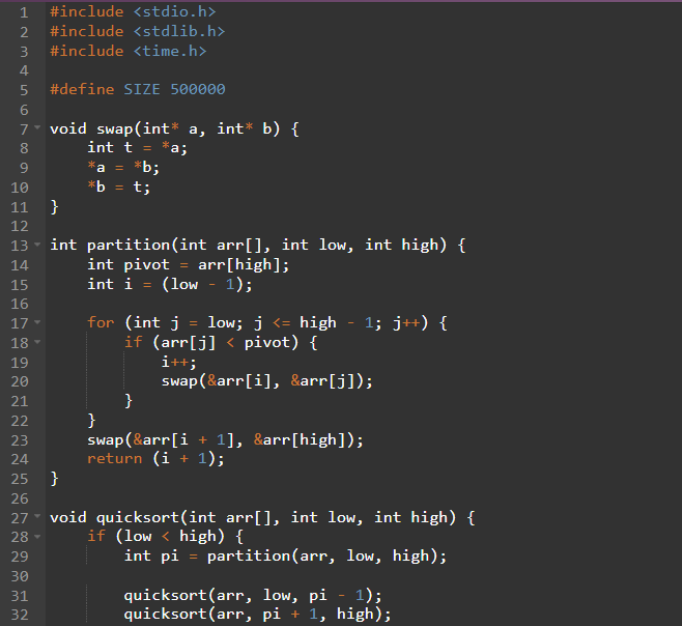 1 #include <stdio.h>
2 #include <stdlib.h>
3 #include <time.h>
4
5 #define SIZE 500000
6
7 void swap(int* a, int* b) {
8     int t = *a;
9     *a = *b;
10     *b = t;
11 }
12
13 int partition(int arr[], int low, int high) {
14     int pivot = arr[high];
15     int i = (low - 1);
16
17     for (int j = low; j <= high - 1; j++) {
18         if (arr[j] < pivot) {
19             i++;
20             swap(&arr[i], &arr[j]);
21         }
22     }
23     swap(&arr[i + 1], &arr[high]);
24     return (i + 1);
25 }
26
27 void quicksort(int arr[], int low, int high) {
28     if (low < high) {
29         int pi = partition(arr, low, high);
30
31         quicksort(arr, low, pi - 1);
32         quicksort(arr, pi + 1, high);